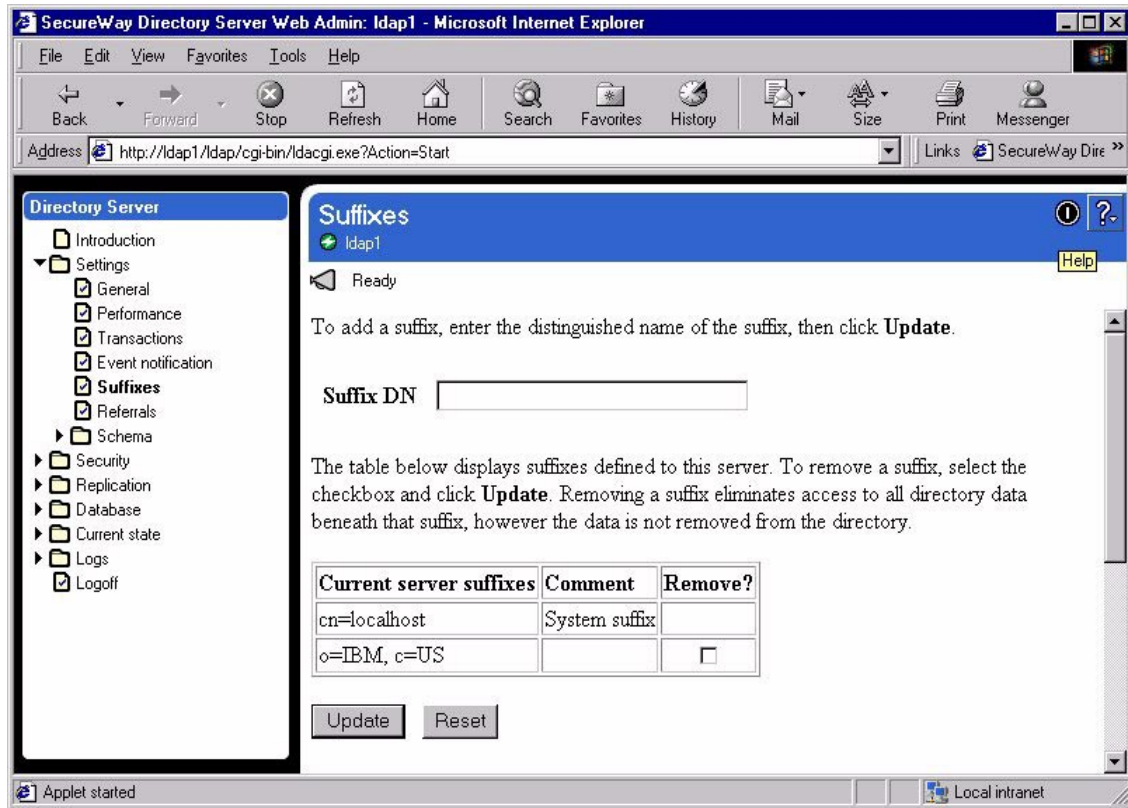 SecureWay Directory Server Web Admin: ldap1 - Microsoft Internet Explorer
File Edit View Favorites Tools Help
Back Forward Stop Refresh Home Search Favorites History Mail Size Print Messenger
Address http://ldap1/ldap/cgi-bin/ldacgi.exe?Action=Start Links SecureWay Dire »
Directory Server
Introduction
Settings
General
Performance
Transactions
Event notification
Suffixes
Referrals
Schema
Security
Replication
Database
Current state
Logs
Logoff
Suffixes
ldap1
?
Help
Ready
To add a suffix, enter the distinguished name of the suffix, then click Update.
Suffix DN
The table below displays suffixes defined to this server. To remove a suffix, select the
checkbox and click Update. Removing a suffix eliminates access to all directory data
beneath that suffix, however the data is not removed from the directory.
Current server suffixes Comment Remove?
cn=localhost System suffix
o=IBM, c=US
Update Reset
Applet started Local intranet